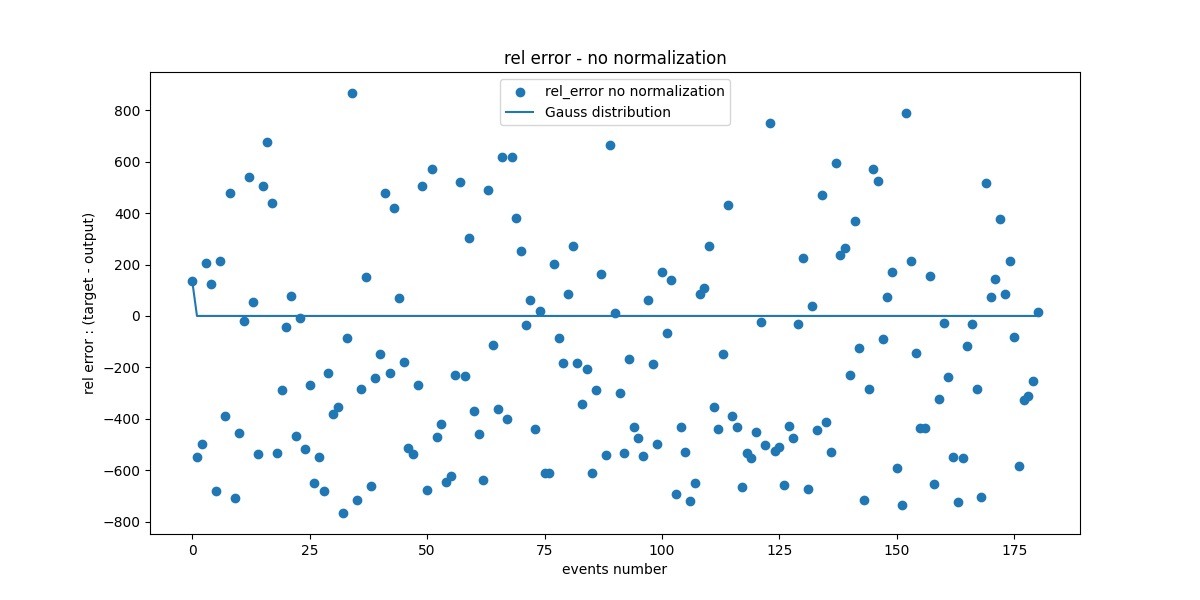 rel error - no normalization
rel_error no normalization
Gauss distribution
rel error : (target - output)
800
600
400
200
0
−200
−400
−600
−800
0 25 50 75 100 125 150 175
events number